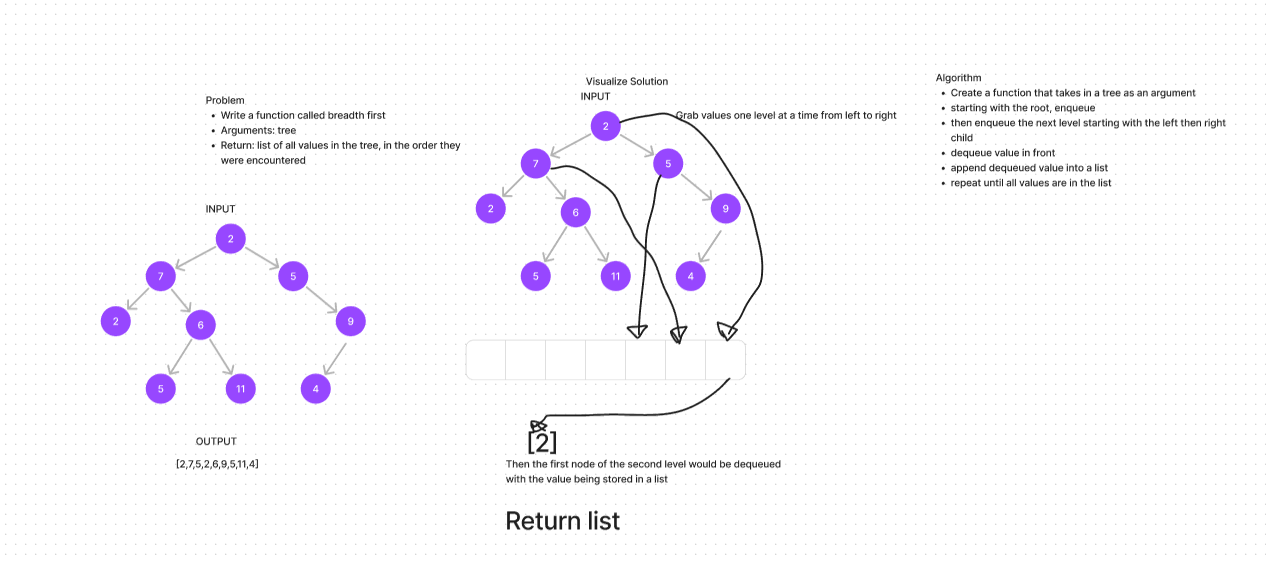 Problem
• Write a function called breadth first
• Arguments: tree
• Return: list of all values in the tree, in the order they
were encountered
INPUT
2
7
5
2
6
9
5
11
4
OUTPUT
[2,7,5,2,6,9,5,11,4]
Visualize Solution
INPUT
Grab values one level at a time from left to right
2
7
5
2
6
9
5
11
4
[2]
Then the first node of the second level would be dequeued
with the value being stored in a list
Return list
Algorithm
• Create a function that takes in a tree as an argument
• starting with the root, enqueue
• then enqueue the next level starting with the left then right
child
• dequeue value in front
• append dequeued value into a list
• repeat until all values are in the list